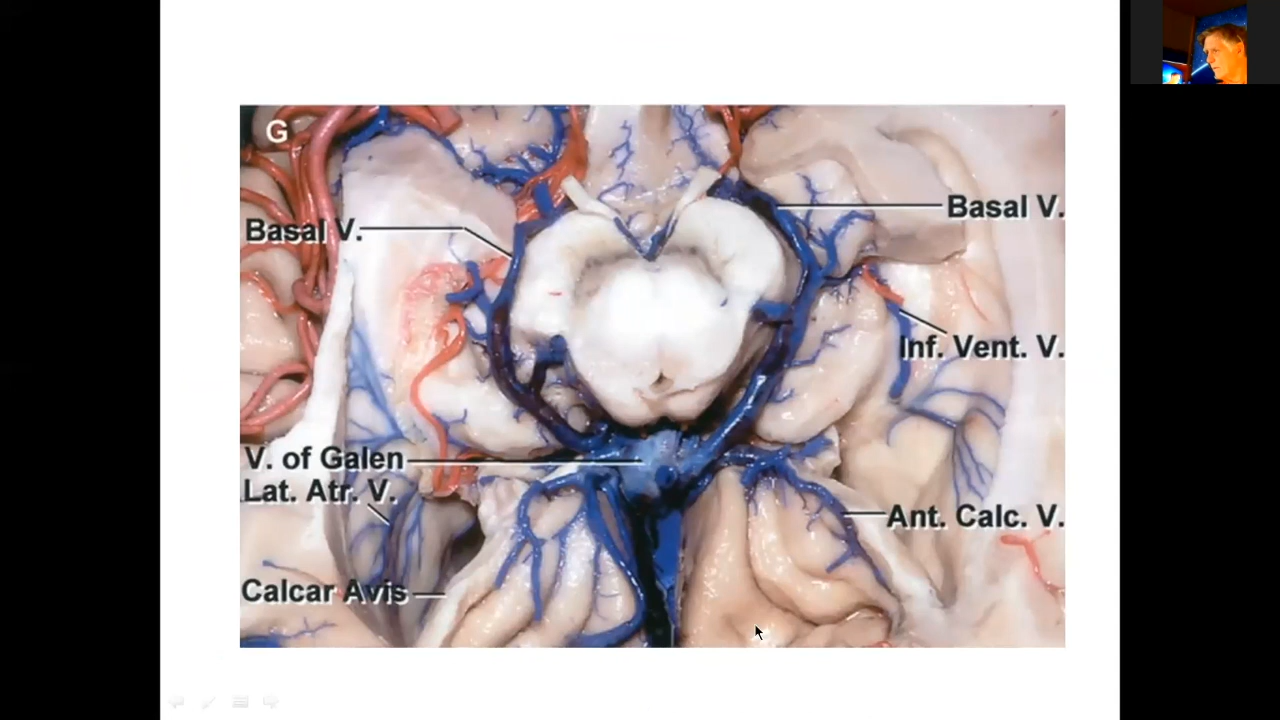 G
Basal V.
Basal V.
Inf. Vent. V.
V. of Galen
Lat. Atr. V.
Ant. Calc. V.
Calcar Avis